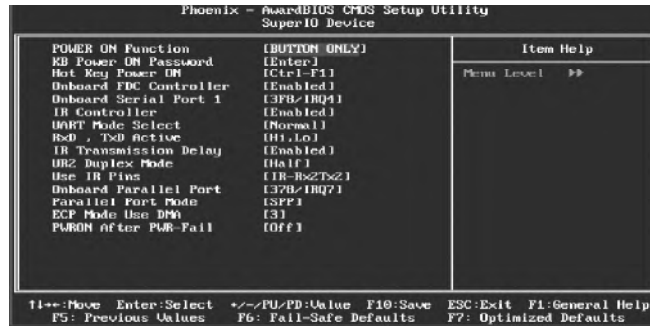 Phoenix - AwardBIOS CMOS Setup Utility
SuperIO Device
POWER ON Function [BUTTON ONLY] Item Help
KB Power ON Password [Enter]
Hot Key Power ON [Ctrl-F1] Menu Level ▸▸
Onboard FDC Controller [Enabled]
Onboard Serial Port 1 [3F8/IRQ4]
IR Controller [Enabled]
UART Mode Select [Normal]
RxD , TxD Active [Hi,Lo]
IR Transmission Delay [Enabled]
UR2 Duplex Mode [Half]
Use IR Pins [IR-Rx2Tx2]
Onboard Parallel Port [378/IRQ7]
Parallel Port Mode [SPP]
ECP Mode Use DMA [3]
PWRON After PWR-Fail [Off]
↑↓→←:Move Enter:Select +/-/PU/PD:Value F10:Save ESC:Exit F1:General Help
F5: Previous Values F6: Fail-Safe Defaults F7: Optimized Defaults